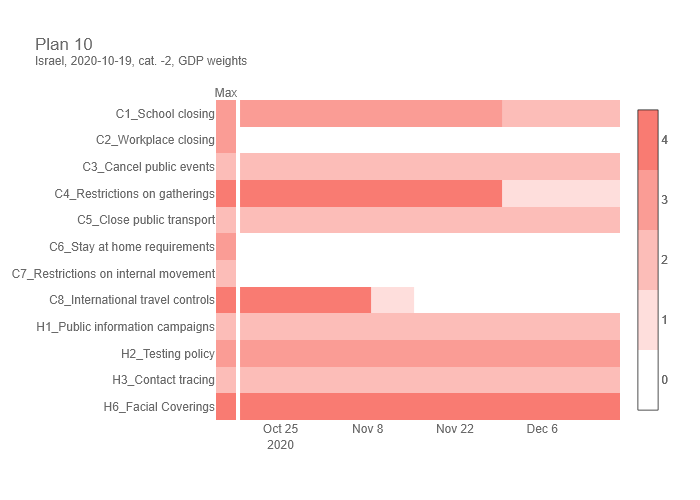 Plan 10
Israel, 2020-10-19, cat. -2, GDP weights
Max
C1_School closing
C2_Workplace closing
C3_Cancel public events
C4_Restrictions on gatherings
C5_Close public transport
C6_Stay at home requirements
C7_Restrictions on internal movement
C8_International travel controls
H1_Public information campaigns
H2_Testing policy
H3_Contact tracing
H6_Facial Coverings
4
3
2
1
0
Oct 25 Nov 8 Nov 22 Dec 6
2020